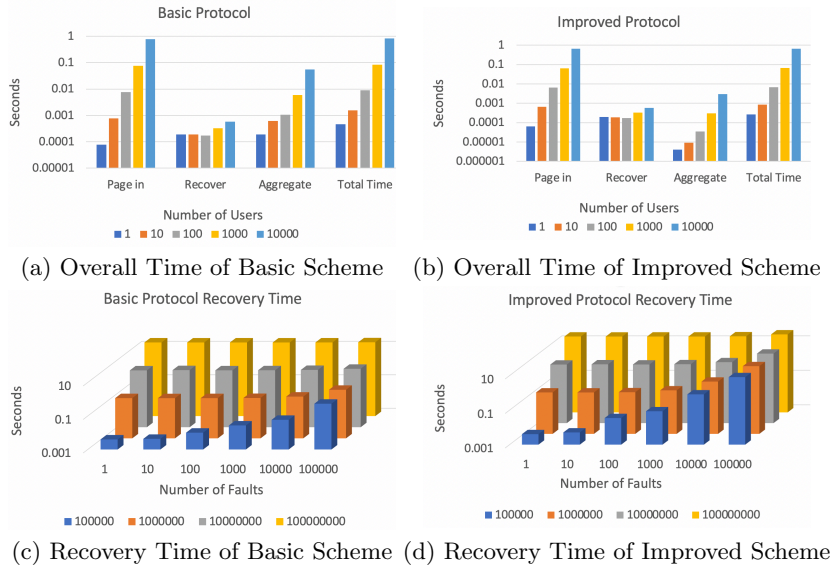 Basic Protocol
Seconds
1
0.1
0.01
0.001
0.0001
0.00001
Page in Recover Aggregate Total Time
Number of Users
1 10 100 1000 10000
(a) Overall Time of Basic Scheme
Improved Protocol
Seconds
1
0.1
0.01
0.001
0.0001
0.00001
0.000001
Page in Recover Aggregate Total Time
Number of Users
1 10 100 1000 10000
(b) Overall Time of Improved Scheme
Basic Protocol Recovery Time
Seconds
10
0.1
0.001
1 10 100 1000 10000 100000
Number of Faults
100000 1000000 10000000 100000000
(c) Recovery Time of Basic Scheme
Improved Protocol Recovery Time
Seconds
10
0.1
0.001
1 10 100 1000 10000 100000
Number of Faults
100000 1000000 10000000 100000000
(d) Recovery Time of Improved Scheme